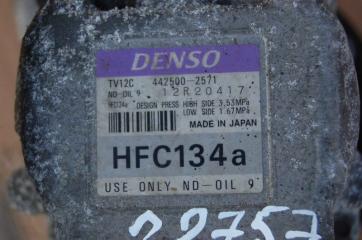 DENSO
TV12C 442500-2571
ND-OIL 9 12R20417
HFC134a DESIGN PRESS HIGH SIDE 3.53MPa
LOW SIDE 1.67MPa
MADE IN JAPAN
HFC134a
USE ONLY ND-OIL 9
22757